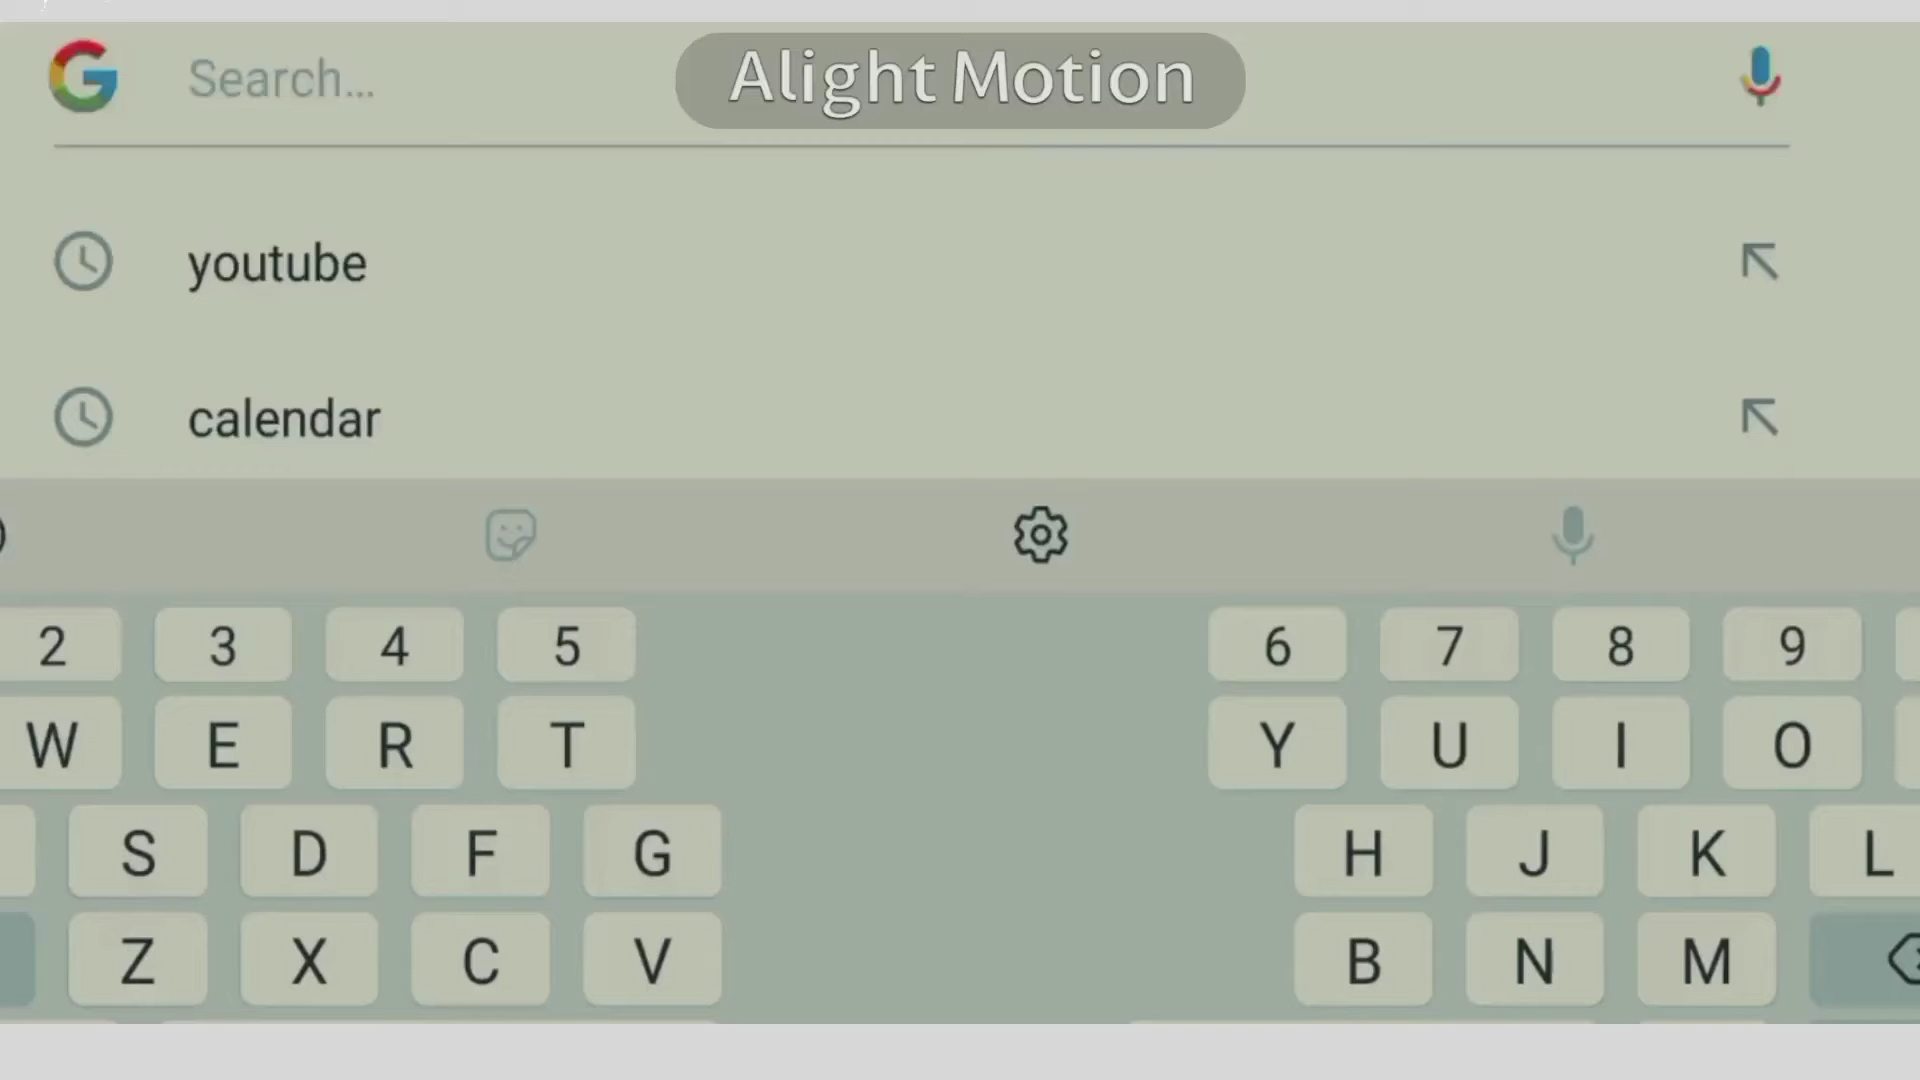 Search...
Alight Motion
youtube
calendar
2 3 4 5 6 7 8 9
W E R T Y U I O
S D F G H J K L
Z X C V B N M